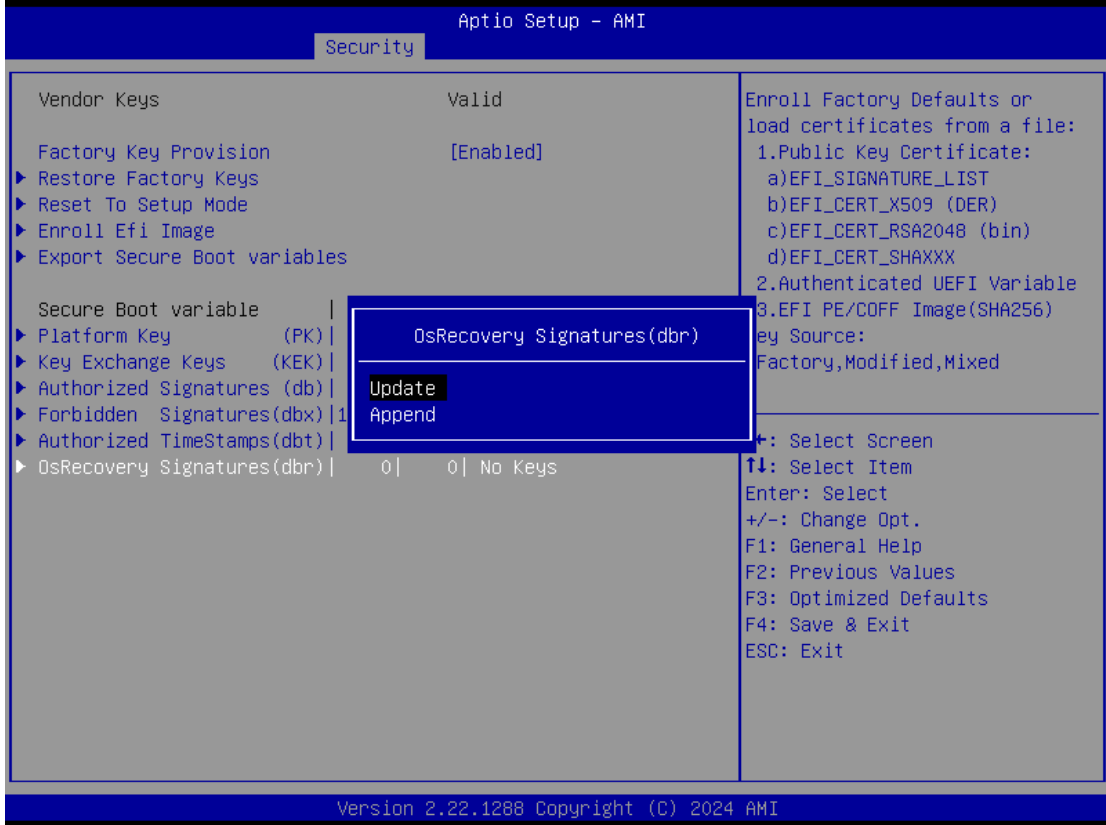 Aptio Setup – AMI
Security
Vendor Keys Valid
Factory Key Provision [Enabled]
▶ Restore Factory Keys
▶ Reset To Setup Mode
▶ Enroll Efi Image
▶ Export Secure Boot variables
Secure Boot variable |
▶ Platform Key (PK)|
▶ Key Exchange Keys (KEK)|
▶ Authorized Signatures (db)|
▶ Forbidden Signatures(dbx)|1
▶ Authorized TimeStamps(dbt)|
▶ OsRecovery Signatures(dbr)| 0| 0| No Keys
OsRecovery Signatures(dbr)
Update
Append
Enroll Factory Defaults or
load certificates from a file:
1.Public Key Certificate:
a)EFI_SIGNATURE_LIST
b)EFI_CERT_X509 (DER)
c)EFI_CERT_RSA2048 (bin)
d)EFI_CERT_SHAXXX
2.Authenticated UEFI Variable
3.EFI PE/COFF Image(SHA256)
ey Source:
Factory,Modified,Mixed
: Select Screen
↑↓: Select Item
Enter: Select
+/-: Change Opt.
F1: General Help
F2: Previous Values
F3: Optimized Defaults
F4: Save & Exit
ESC: Exit
Version 2.22.1288 Copyright (C) 2024 AMI